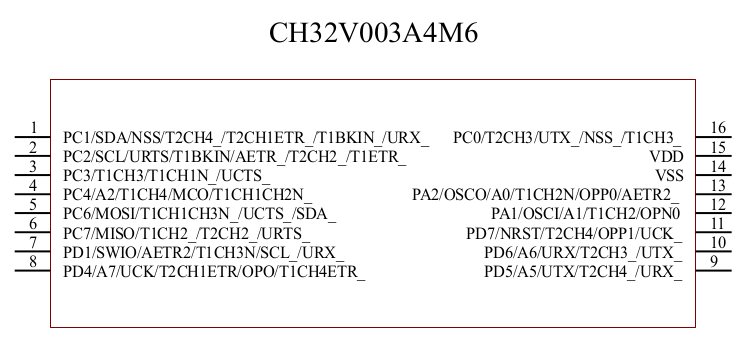 CH32V003A4M6
1 PC1/SDA/NSS/T2CH4_/T2CH1ETR_/T1BKIN_/URX_ PC0/T2CH3/UTX_/NSS_/T1CH3_ 16
2 PC2/SCL/URTS/T1BKIN/AETR_/T2CH2_/T1ETR_ VDD 15
3 PC3/T1CH3/T1CH1N_/UCTS_ VSS 14
4 PC4/A2/T1CH4/MCO/T1CH1CH2N_ PA2/OSCO/A0/T1CH2N/OPP0/AETR2_ 13
5 PC6/MOSI/T1CH1CH3N_/UCTS_/SDA_ PA1/OSCI/A1/T1CH2/OPN0 12
6 PC7/MISO/T1CH2_/T2CH2_/URTS_ PD7/NRST/T2CH4/OPP1/UCK_ 11
7 PD1/SWIO/AETR2/T1CH3N/SCL_/URX_ PD6/A6/URX/T2CH3_/UTX_ 10
8 PD4/A7/UCK/T2CH1ETR/OPO/T1CH4ETR_ PD5/A5/UTX/T2CH4_/URX_ 9